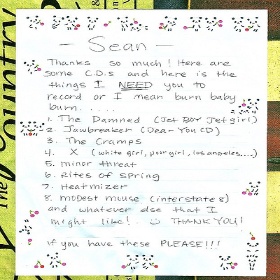 - Sean -
Thanks so much! Here are
some C.D.s and here is the
things I NEED you to
record or I mean burn baby
burn...
1. The Damned (Jet Boy Jet girl)
2. Jawbreaker (Dear You CD)
3. The Cramps
4. X (white girl, poor girl, los angeles....)
5. minor threat
6. Rites of Spring
7. Heatmizer
8. modest mouse (interstate 8)
and whatever else that I
might like! THANK YOU!
if you have these PLEASE!!!
Country